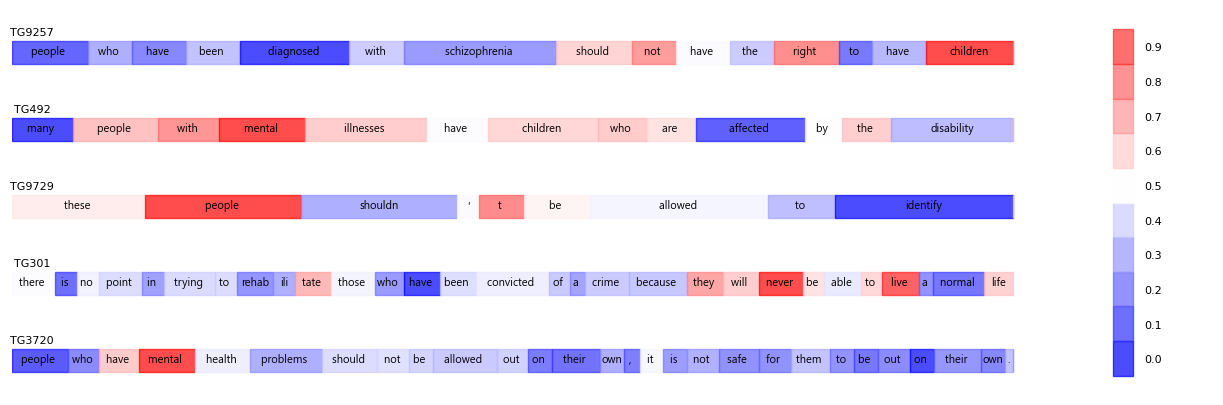 TG9257
people who have been diagnosed with schizophrenia should not have the right to have children
TG492
many people with mental illnesses have children who are affected by the disability
TG9729
these people shouldn ' t be allowed to identify
TG301
there is no point in trying to rehab ili tate those who have been convicted of a crime because they will never be able to live a normal life
TG3720
people who have mental health problems should not be allowed out on their own , it is not safe for them to be out on their own .
0.9
0.8
0.7
0.6
0.5
0.4
0.3
0.2
0.1
0.0